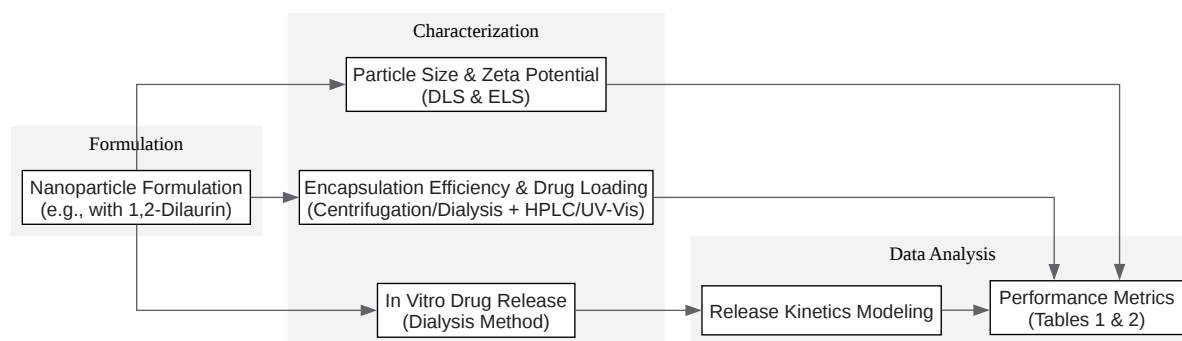 Characterization
Particle Size & Zeta Potential
(DLS & ELS)
Formulation
Nanoparticle Formulation
(e.g., with 1,2-Dilaurin)
Encapsulation Efficiency & Drug Loading
(Centrifugation/Dialysis + HPLC/UV-Vis)
Data Analysis
In Vitro Drug Release
(Dialysis Method)
Release Kinetics Modeling
Performance Metrics
(Tables 1 & 2)